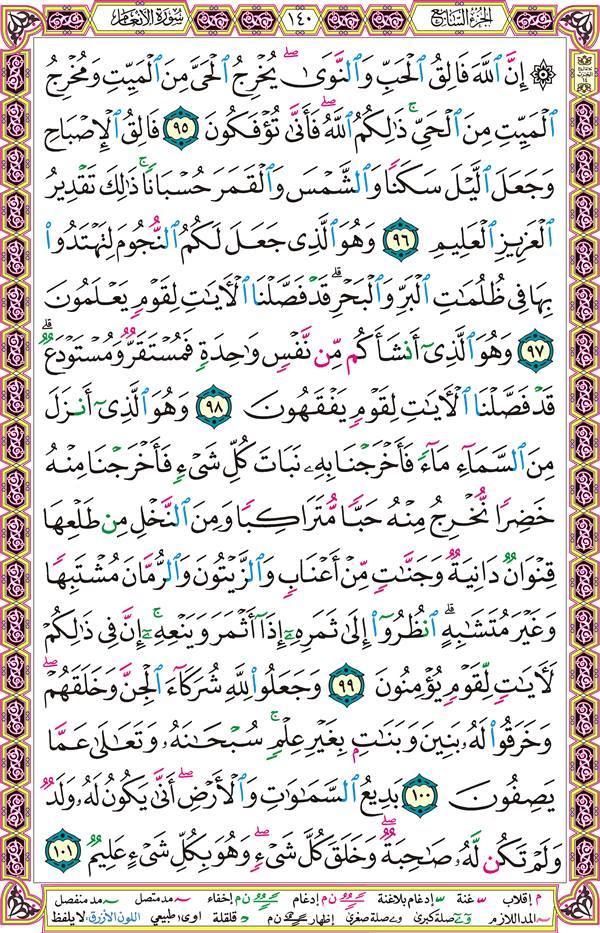 الجزء السابع
١٤٠
سورة الأنعام
۞ إِنَّ ٱللَّهَ فَالِقُ ٱلْحَبِّ وَٱلنَّوَىٰ ۖ يُخْرِجُ ٱلْحَىَّ مِنَ ٱلْمَيِّتِ وَمُخْرِجُ
ٱلْمَيِّتِ مِنَ ٱلْحَىِّ ۚ ذَٰلِكُمُ ٱللَّهُ ۖ فَأَنَّىٰ تُؤْفَكُونَ ٩٥ فَالِقُ ٱلْإِصْبَاحِ
وَجَعَلَ ٱلَّيْلَ سَكَنًا وَٱلشَّمْسَ وَٱلْقَمَرَ حُسْبَانًا ۚ ذَٰلِكَ تَقْدِيرُ
ٱلْعَزِيزِ ٱلْعَلِيمِ ٩٦ وَهُوَ ٱلَّذِى جَعَلَ لَكُمُ ٱلنُّجُومَ لِتَهْتَدُوا۟
بِهَا فِى ظُلُمَٰتِ ٱلْبَرِّ وَٱلْبَحْرِ ۗ قَدْ فَصَّلْنَا ٱلْءَايَٰتِ لِقَوْمٍ يَعْلَمُونَ
٩٧ وَهُوَ ٱلَّذِىٓ أَنشَأَكُم مِّن نَّفْسٍ وَٰحِدَةٍ فَمُسْتَقَرٌّ وَمُسْتَوْدَعٌ ۗ
قَدْ فَصَّلْنَا ٱلْءَايَٰتِ لِقَوْمٍ يَفْقَهُونَ ٩٨ وَهُوَ ٱلَّذِىٓ أَنزَلَ
مِنَ ٱلسَّمَآءِ مَآءً فَأَخْرَجْنَا بِهِۦ نَبَاتَ كُلِّ شَىْءٍ فَأَخْرَجْنَا مِنْهُ
خَضِرًا نُّخْرِجُ مِنْهُ حَبًّا مُّتَرَاكِبًا وَمِنَ ٱلنَّخْلِ مِن طَلْعِهَا
قِنْوَانٌ دَانِيَةٌ وَجَنَّٰتٍ مِّنْ أَعْنَابٍ وَٱلزَّيْتُونَ وَٱلرُّمَّانَ مُشْتَبِهًا
وَغَيْرَ مُتَشَٰبِهٍ ۗ ٱنظُرُوٓا۟ إِلَىٰ ثَمَرِهِۦٓ إِذَآ أَثْمَرَ وَيَنْعِهِۦٓ ۚ إِنَّ فِى ذَٰلِكُمْ
لَءَايَٰتٍ لِّقَوْمٍ يُؤْمِنُونَ ٩٩ وَجَعَلُوا۟ لِلَّهِ شُرَكَآءَ ٱلْجِنَّ وَخَلَقَهُمْ ۖ
وَخَرَقُوا۟ لَهُۥ بَنِينَ وَبَنَٰتٍۭ بِغَيْرِ عِلْمٍ ۚ سُبْحَٰنَهُۥ وَتَعَٰلَىٰ عَمَّا
يَصِفُونَ ١٠٠ بَدِيعُ ٱلسَّمَٰوَٰتِ وَٱلْأَرْضِ ۖ أَنَّىٰ يَكُونُ لَهُۥ وَلَدٌ
وَلَمْ تَكُن لَّهُۥ صَٰحِبَةٌ ۖ وَخَلَقَ كُلَّ شَىْءٍ ۖ وَهُوَ بِكُلِّ شَىْءٍ عَلِيمٌ ١٠١
م إقلاب غنة إدغام بلاغنة ن م إدغام ن م إخفاء مد متصل مد منفصل
المد اللازم صلة كبرى صلة صغرى إظهار ن م قلقلة اوى طبيعي اللون الأزرق: لا يلفظ